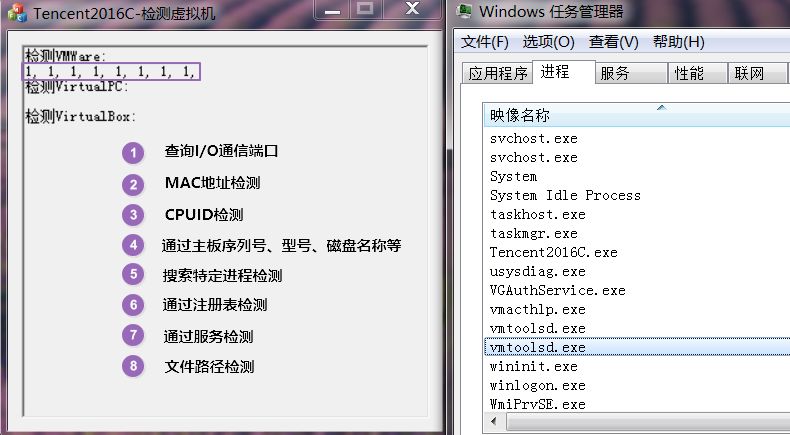 Tencent2016C-检测虚拟机
检测VMWare:
1, 1, 1, 1, 1, 1, 1, 1,
检测VirtualPC:
检测VirtualBox:
1 查询I/O通信端口
2 MAC地址检测
3 CPUID检测
4 通过主板序列号、型号、磁盘名称等
5 搜索特定进程检测
6 通过注册表检测
7 通过服务检测
8 文件路径检测
Windows 任务管理器
文件(F) 选项(O) 查看(V) 帮助(H)
应用程序 进程 服务 性能 联网
映像名称
svchost.exe
svchost.exe
System
System Idle Process
taskhost.exe
taskmgr.exe
Tencent2016C.exe
usysdiag.exe
VGAuthService.exe
vmacthlp.exe
vmtoolsd.exe
vmtoolsd.exe
wininit.exe
winlogon.exe
WmiPrvSE.exe